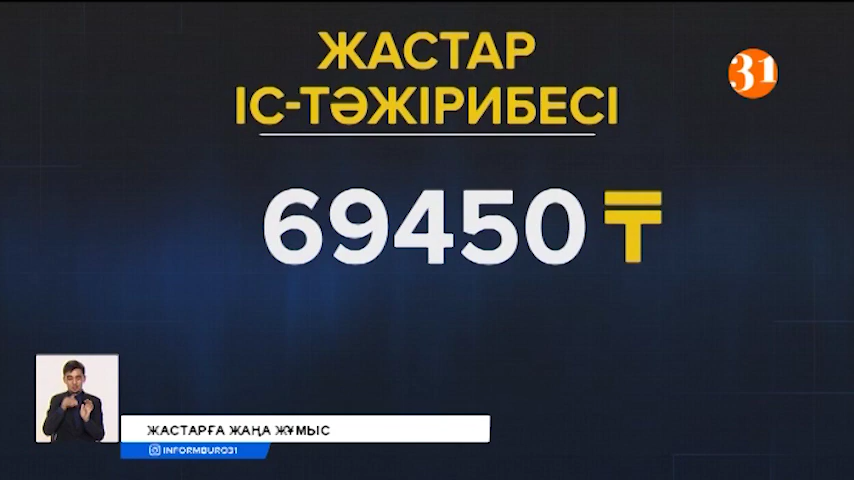 ЖАСТАР
31
ІС-ТӘЖІРИБЕСІ
69450 ₸
ЖАСТАРҒА ЖАҢА ЖҰМЫС
INFORMBURO31